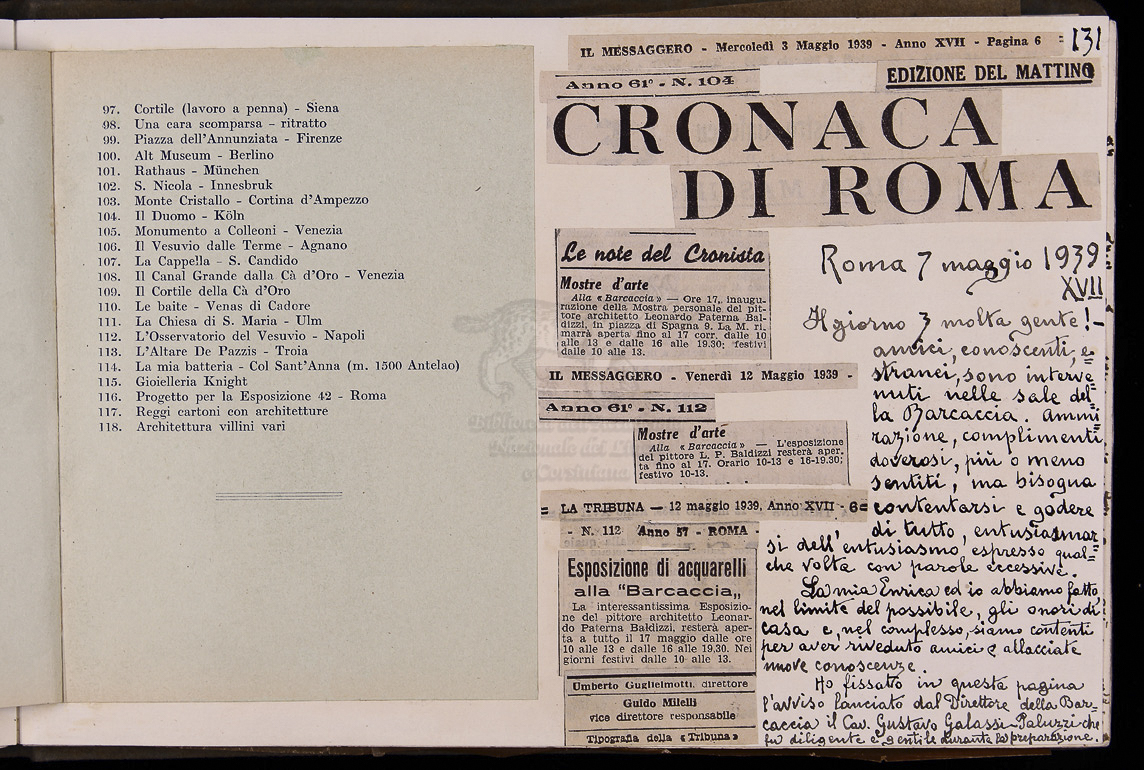 97. Cortile (lavoro a penna) - Siena
98. Una cara scomparsa - ritratto
99. Piazza dell'Annunziata - Firenze
100. Alt Museum - Berlino
101. Rathaus - München
102. S. Nicola - Innesbruk
103. Monte Cristallo - Cortina d'Ampezzo
104. Il Duomo - Köln
105. Monumento a Colleoni - Venezia
106. Il Vesuvio dalle Terme - Agnano
107. La Cappella - S. Candido
108. Il Canal Grande dalla Cà d'Oro - Venezia
109. Il Cortile della Cà d'Oro
110. Le baite - Venas di Cadore
111. La Chiesa di S. Maria - Ulm
112. L'Osservatorio del Vesuvio - Napoli
113. L'Altare De Pazzis - Troia
114. La mia batteria - Col Sant'Anna (m. 1500 Antelao)
115. Gioielleria Knight
116. Progetto per la Esposizione 42 - Roma
117. Reggi cartoni con architetture
118. Architettura villini vari
131
IL MESSAGGERO - Mercoledì 3 Maggio 1939 - Anno XVII - Pagina 6 =
Anno 61° - N. 104
EDIZIONE DEL MATTINO
CRONACA
DI ROMA
Le note del Cronista
Mostre d'arte
Alla « Barcaccia » — Ore 17, inaugu-
razione della Mostra personale del pit-
tore architetto Leonardo Paterna Bal-
dizzi, in piazza di Spagna 9. La M. ri-
marrà aperta fino al 17 corr. dalle 10
alle 13 e dalle 16 alle 19.30; festivi
dalle 10 alle 13.
IL MESSAGGERO - Venerdì 12 Maggio 1939 -
Anno 61° - N. 112
Mostre d'arte
Alla « Barcaccia » — L'esposizione
del pittore L. P. Baldizzi resterà aper-
ta fino al 17. Orario 10-13 e 16-19.30;
festivo 10-13.
= LA TRIBUNA — 12 maggio 1939, Anno XVII - 6=
- N. 112 Anno 57 - ROMA
Esposizione di acquarelli
alla "Barcaccia„
La interessantissima Esposizio-
ne del pittore architetto Leonar-
do Paterna Baldizzi, resterà aper-
ta a tutto il 17 maggio dalle ore
10 alle 13 e dalle 16 alle 19,30. Nei
giorni festivi dalle 10 alle 13.
Umberto Guglielmotti, direttore
Guido Milelli
vice direttore responsabile
Tipografia della « Tribuna »
Roma 7 maggio 1939
XVII
Il giorno 3 molta gente! -
amici, conoscenti, e
stranei, sono interve=
nuti nelle sale del=
la Barcaccia. Ammi
razione, complimenti
doverosi, più o meno
sentiti, ma bisogna
contentarsi e godere
di tutto, entusiasmar
si dell'entusiasmo espresso qual=
che volta con parole eccessive.
La mia Enrica ed io abbiamo fatto,
nel limite del possibile, gli onori di
casa e, nel complesso, siamo contenti
per aver riveduto amici e allacciate
nuove conoscenze.
Ho fissato in questa pagina
l'avviso lanciato dal Direttore della Bar=
caccia il Cav. Gustavo Galassi-Paluzzi che
fu diligente e gentile durante la preparazione.